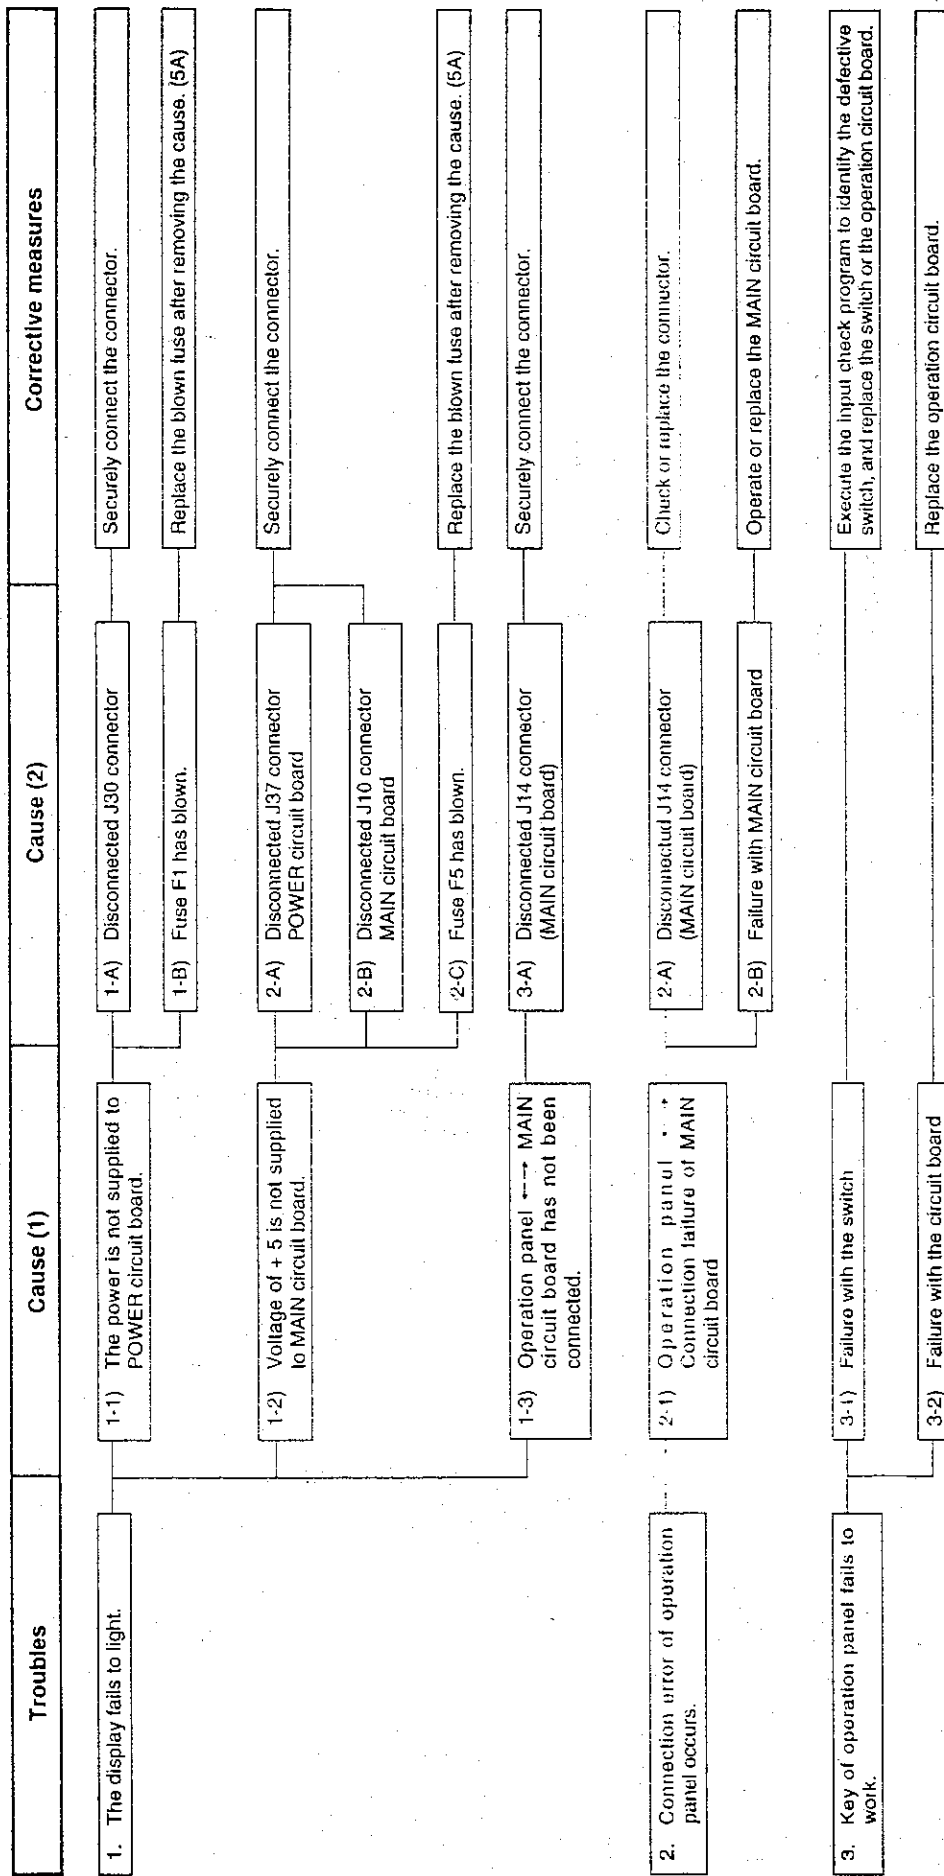 Troubles
Cause (1)
Cause (2)
Corrective measures
1. The display fails to light.
1-1) The power is not supplied to
POWER circuit board.
1-A) Disconnected J30 connector
Securely connect the connector.
1-B) Fuse F1 has blown.
Replace the blown fuse after removing the cause. (5A)
1-2) Voltage of + 5 is not supplied
to MAIN circuit board.
2-A) Disconnected J37 connector
POWER circuit board
Securely connect the connector.
2-B) Disconnected J10 connector
MAIN circuit board
2-C) Fuse F5 has blown.
Replace the blown fuse after removing the cause. (5A)
1-3) Operation panel ←→ MAIN
circuit board has not been
connected.
3-A) Disconnected J14 connector
(MAIN circuit board)
Securely connect the connector.
2. Connection error of operation
panel occurs.
2-1) Operation panel ←→
Connection failure of MAIN
circuit board
2-A) Disconnected J14 connector
(MAIN circuit board)
Check or replace the connector.
2-B) Failure with MAIN circuit board
Operate or replace the MAIN circuit board.
3. Key of operation panel fails to
work.
3-1) Failure with the switch
Execute the input check program to identify the defective
switch, and replace the switch or the operation circuit board.
3-2) Failure with the circuit board
Replace the operation circuit board.